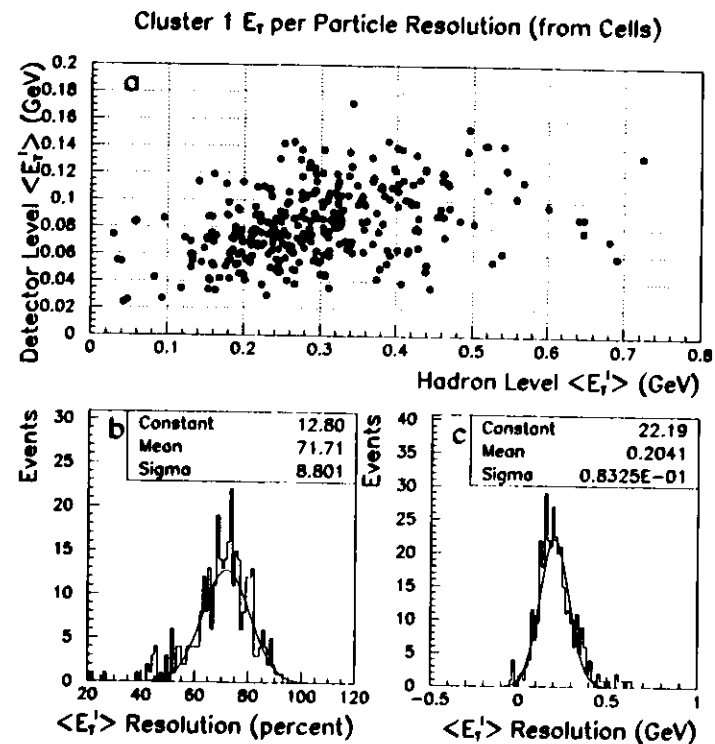 Cluster 1 E_T per Particle Resolution (from Cells)
a
Detector Level <E_T^I> (GeV)
0.2
0.18
0.16
0.14
0.12
0.1
0.08
0.06
0.04
0.02
0
0 0.1 0.2 0.3 0.4 0.5 0.6 0.7 0.8
Hadron Level <E_T^I> (GeV)
b
Events
30
25
20
15
10
5
0
Constant 12.80
Mean 71.71
Sigma 8.801
20 40 60 80 100 120
<E_T^I> Resolution (percent)
c
Events
40
35
30
25
20
15
10
5
0
Constant 22.19
Mean 0.2041
Sigma 0.8325E-01
-0.5 0 0.5 1
<E_T^I> Resolution (GeV)